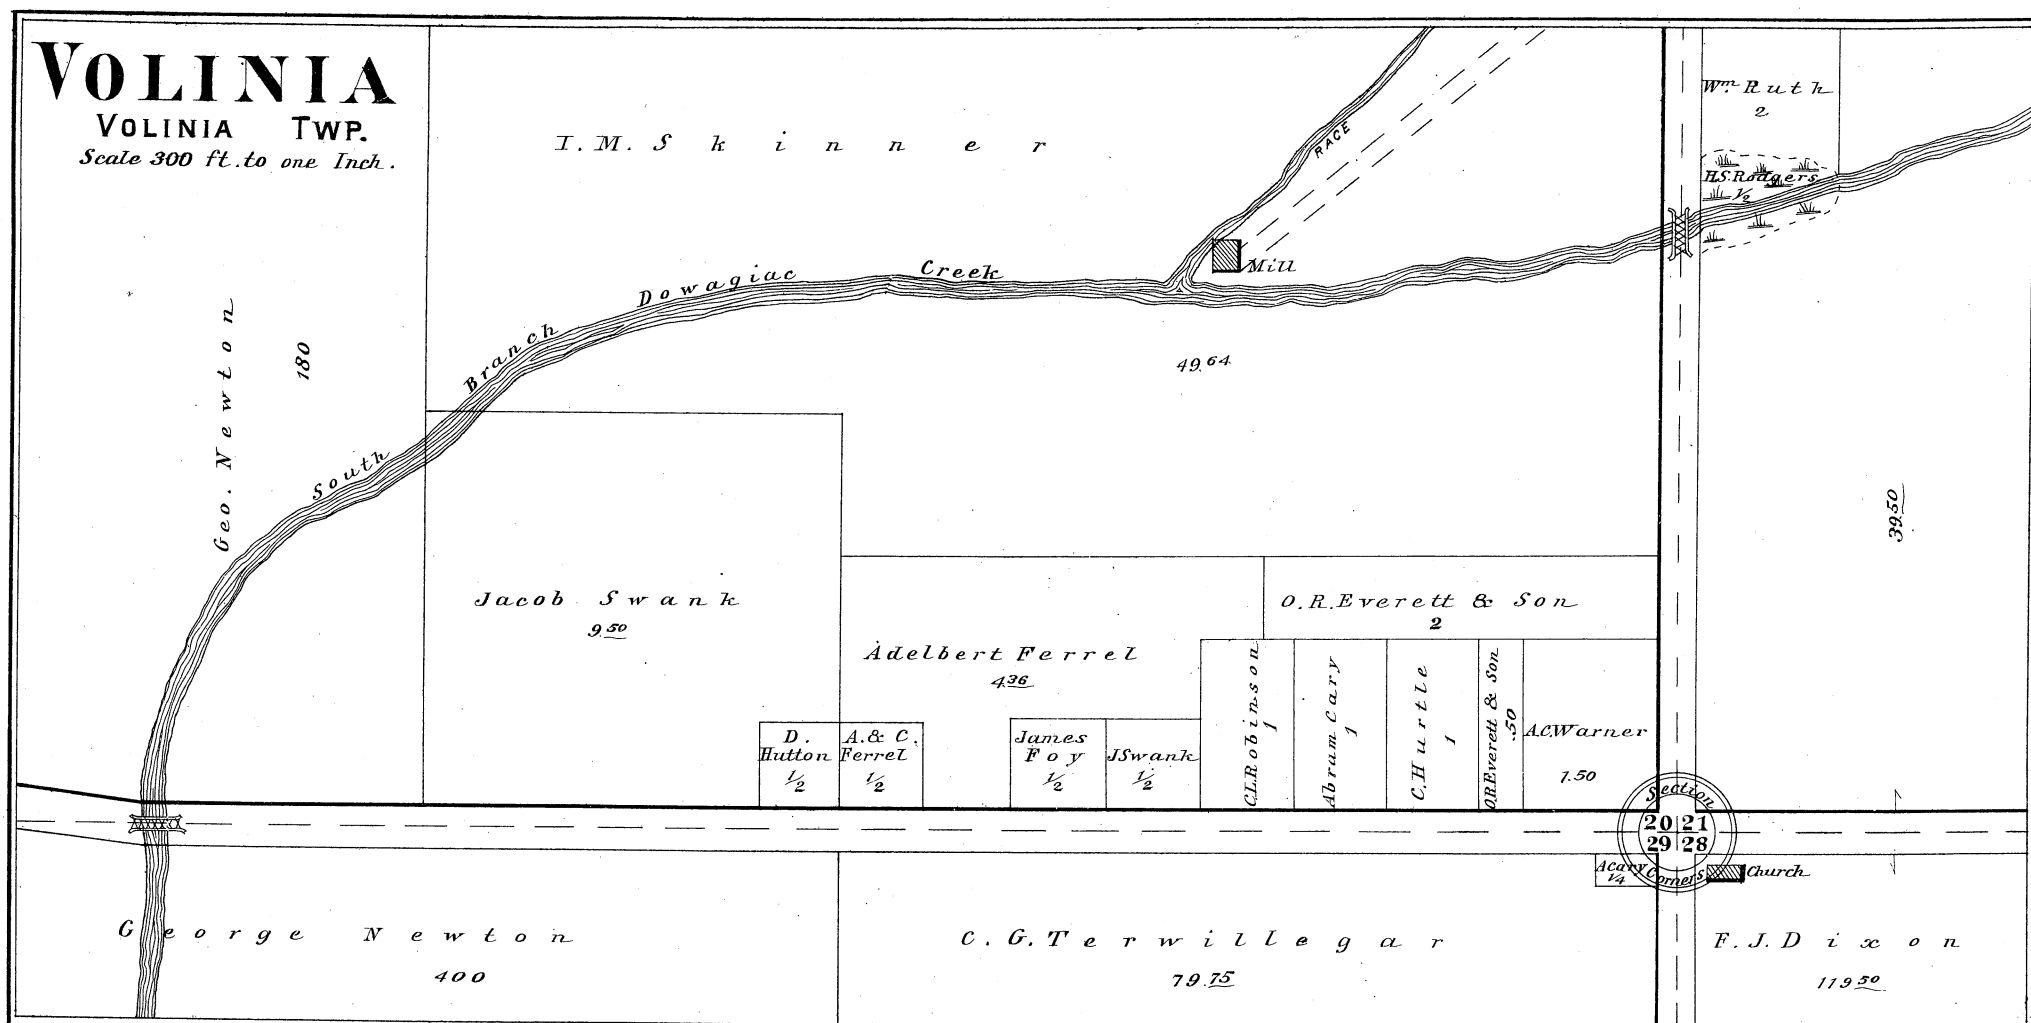 VOLINIA
VOLINIA TWP.
Scale 300 ft. to one Inch.
I. M. Skinner
RACE
Wm. Ruth
2
H.S. Rodgers
1/2
Mill
South Branch Dowagiac Creek
Geo. Newton
180
49.64
39.50
Jacob Swank
9.50
Adelbert Ferrel
4.36
O. R. Everett & Son
2
D.
Hutton
1/2
A. & C.
Ferrel
1/2
James
Foy
1/2
J Swank
1/2
C.L. Robinson
1
Abram Cary
1
C. Hurtle
1
O.R. Everett & Son
.50
A.C. Warner
1.50
Section
20 21
29 28
Corners
A Cary
1/4
Church
George Newton
400
C. G. Terwillegar
79.75
F. J. Dixon
119.50